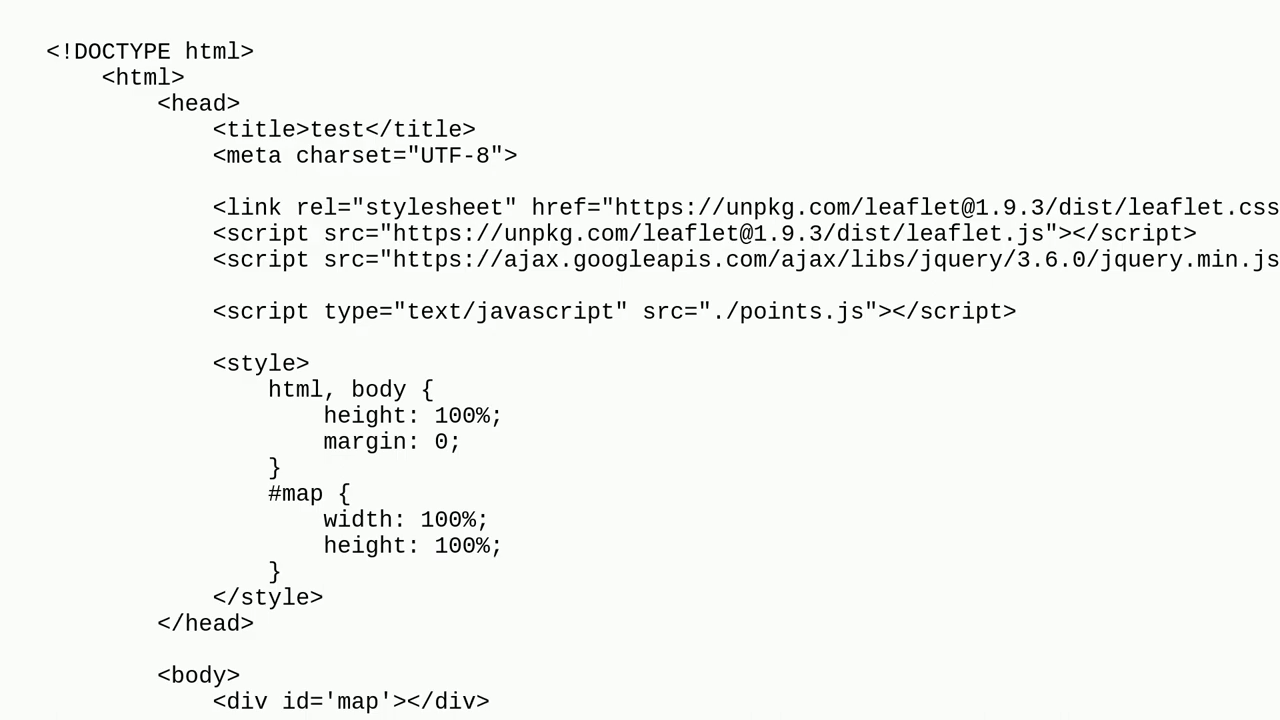 <!DOCTYPE html>
<html>
<head>
<title>test</title>
<meta charset="UTF-8">
<link rel="stylesheet" href="https://unpkg.com/leaflet@1.9.3/dist/leaflet.css
<script src="https://unpkg.com/leaflet@1.9.3/dist/leaflet.js"></script>
<script src="https://ajax.googleapis.com/ajax/libs/jquery/3.6.0/jquery.min.js
<script type="text/javascript" src="./points.js"></script>
<style>
html, body {
height: 100%;
margin: 0;
}
#map {
width: 100%;
height: 100%;
}
</style>
</head>
<body>
<div id='map'></div>